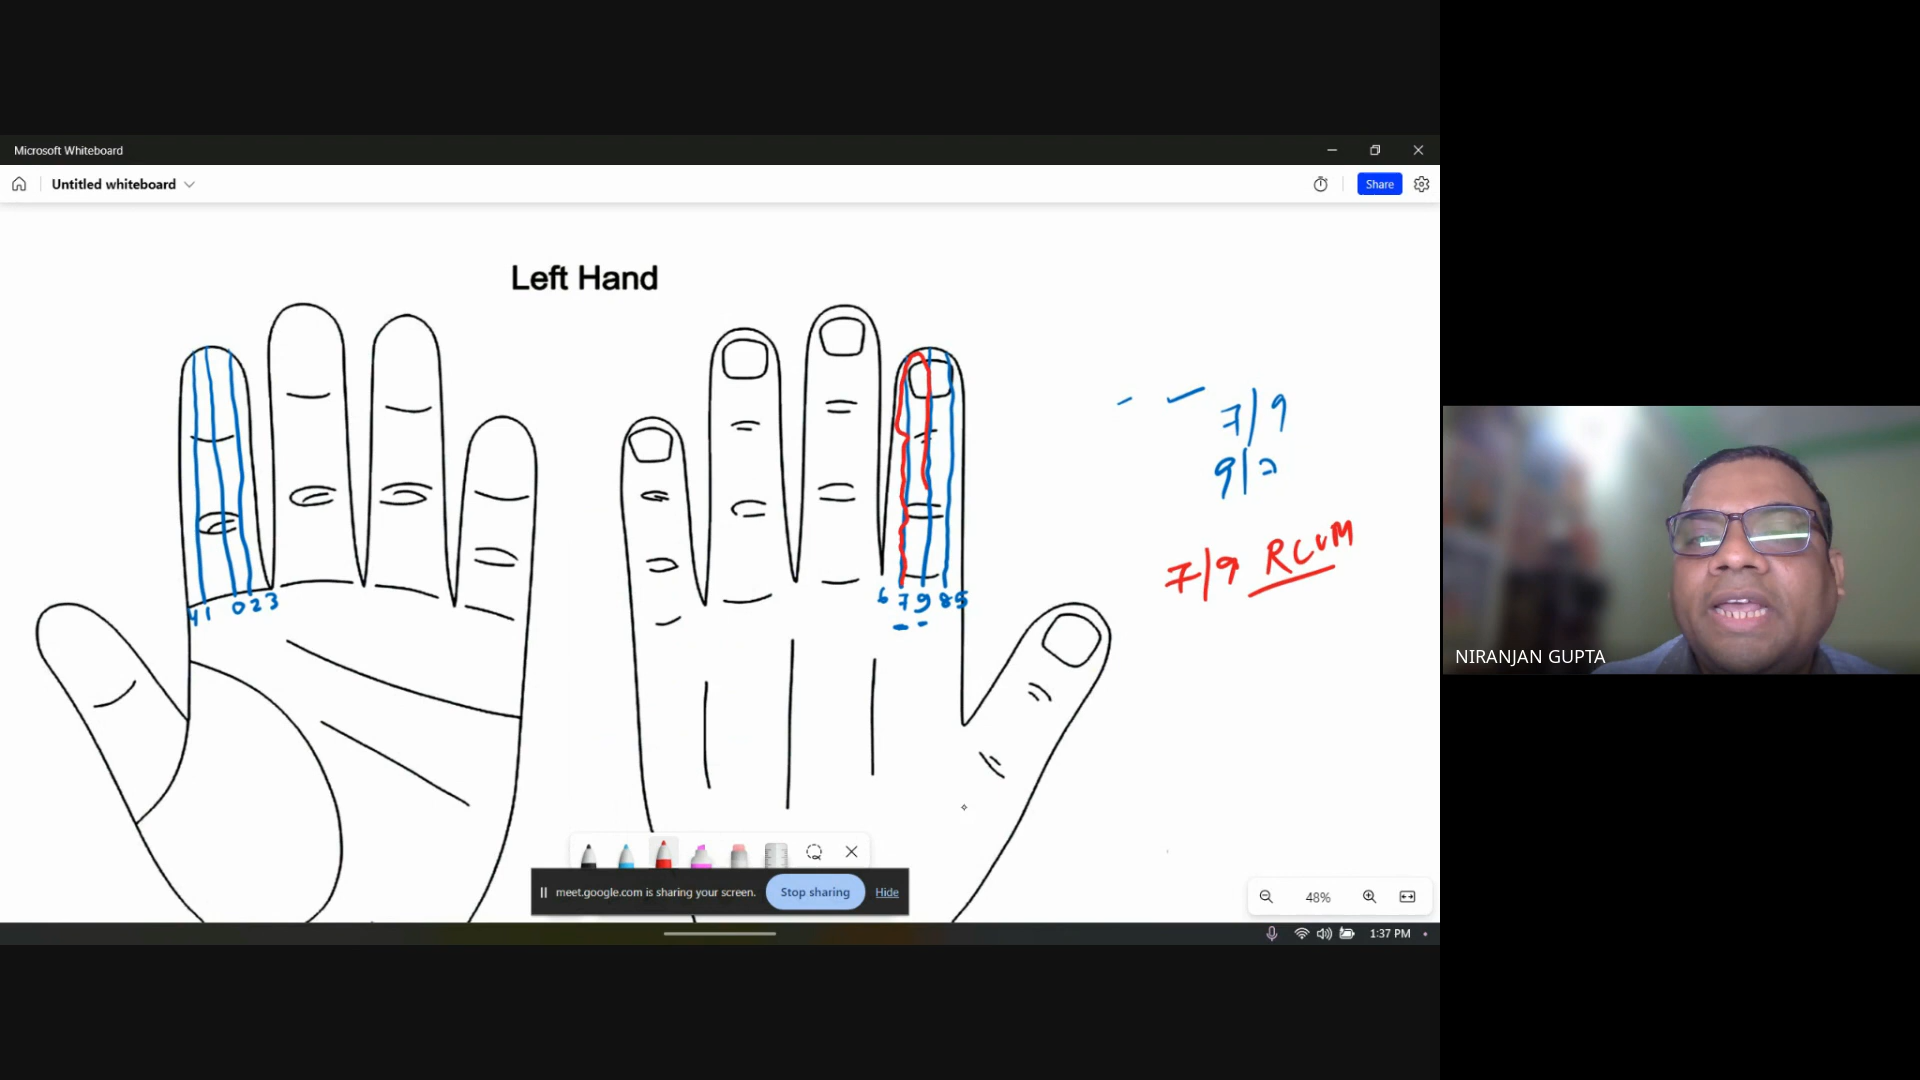 Microsoft Whiteboard
Untitled whiteboard
Share
Left Hand
7/9
9/7
7/9 RCVM
4 1 0 2 3
6 7 9 8 5
NIRANJAN GUPTA
meet.google.com is sharing your screen.
Stop sharing
Hide
48%
1:37 PM